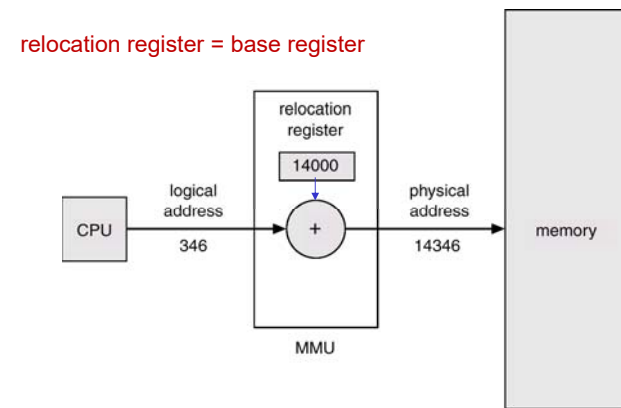 relocation register = base register
relocation
register
14000
logical
address
physical
address
CPU
+
memory
346
14346
MMU